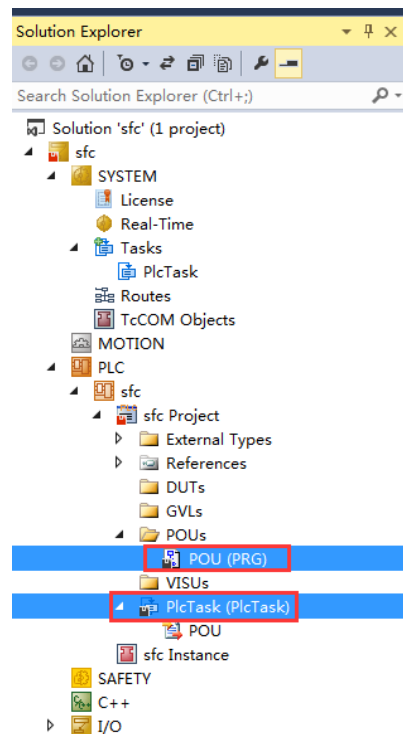 Solution Explorer
Search Solution Explorer (Ctrl+;)
Solution 'sfc' (1 project)
sfc
SYSTEM
License
Real-Time
Tasks
PlcTask
Routes
TcCOM Objects
MOTION
PLC
sfc
sfc Project
External Types
References
DUTs
GVLs
POUs
POU (PRG)
VISUs
PlcTask (PlcTask)
POU
sfc Instance
SAFETY
C++
I/O